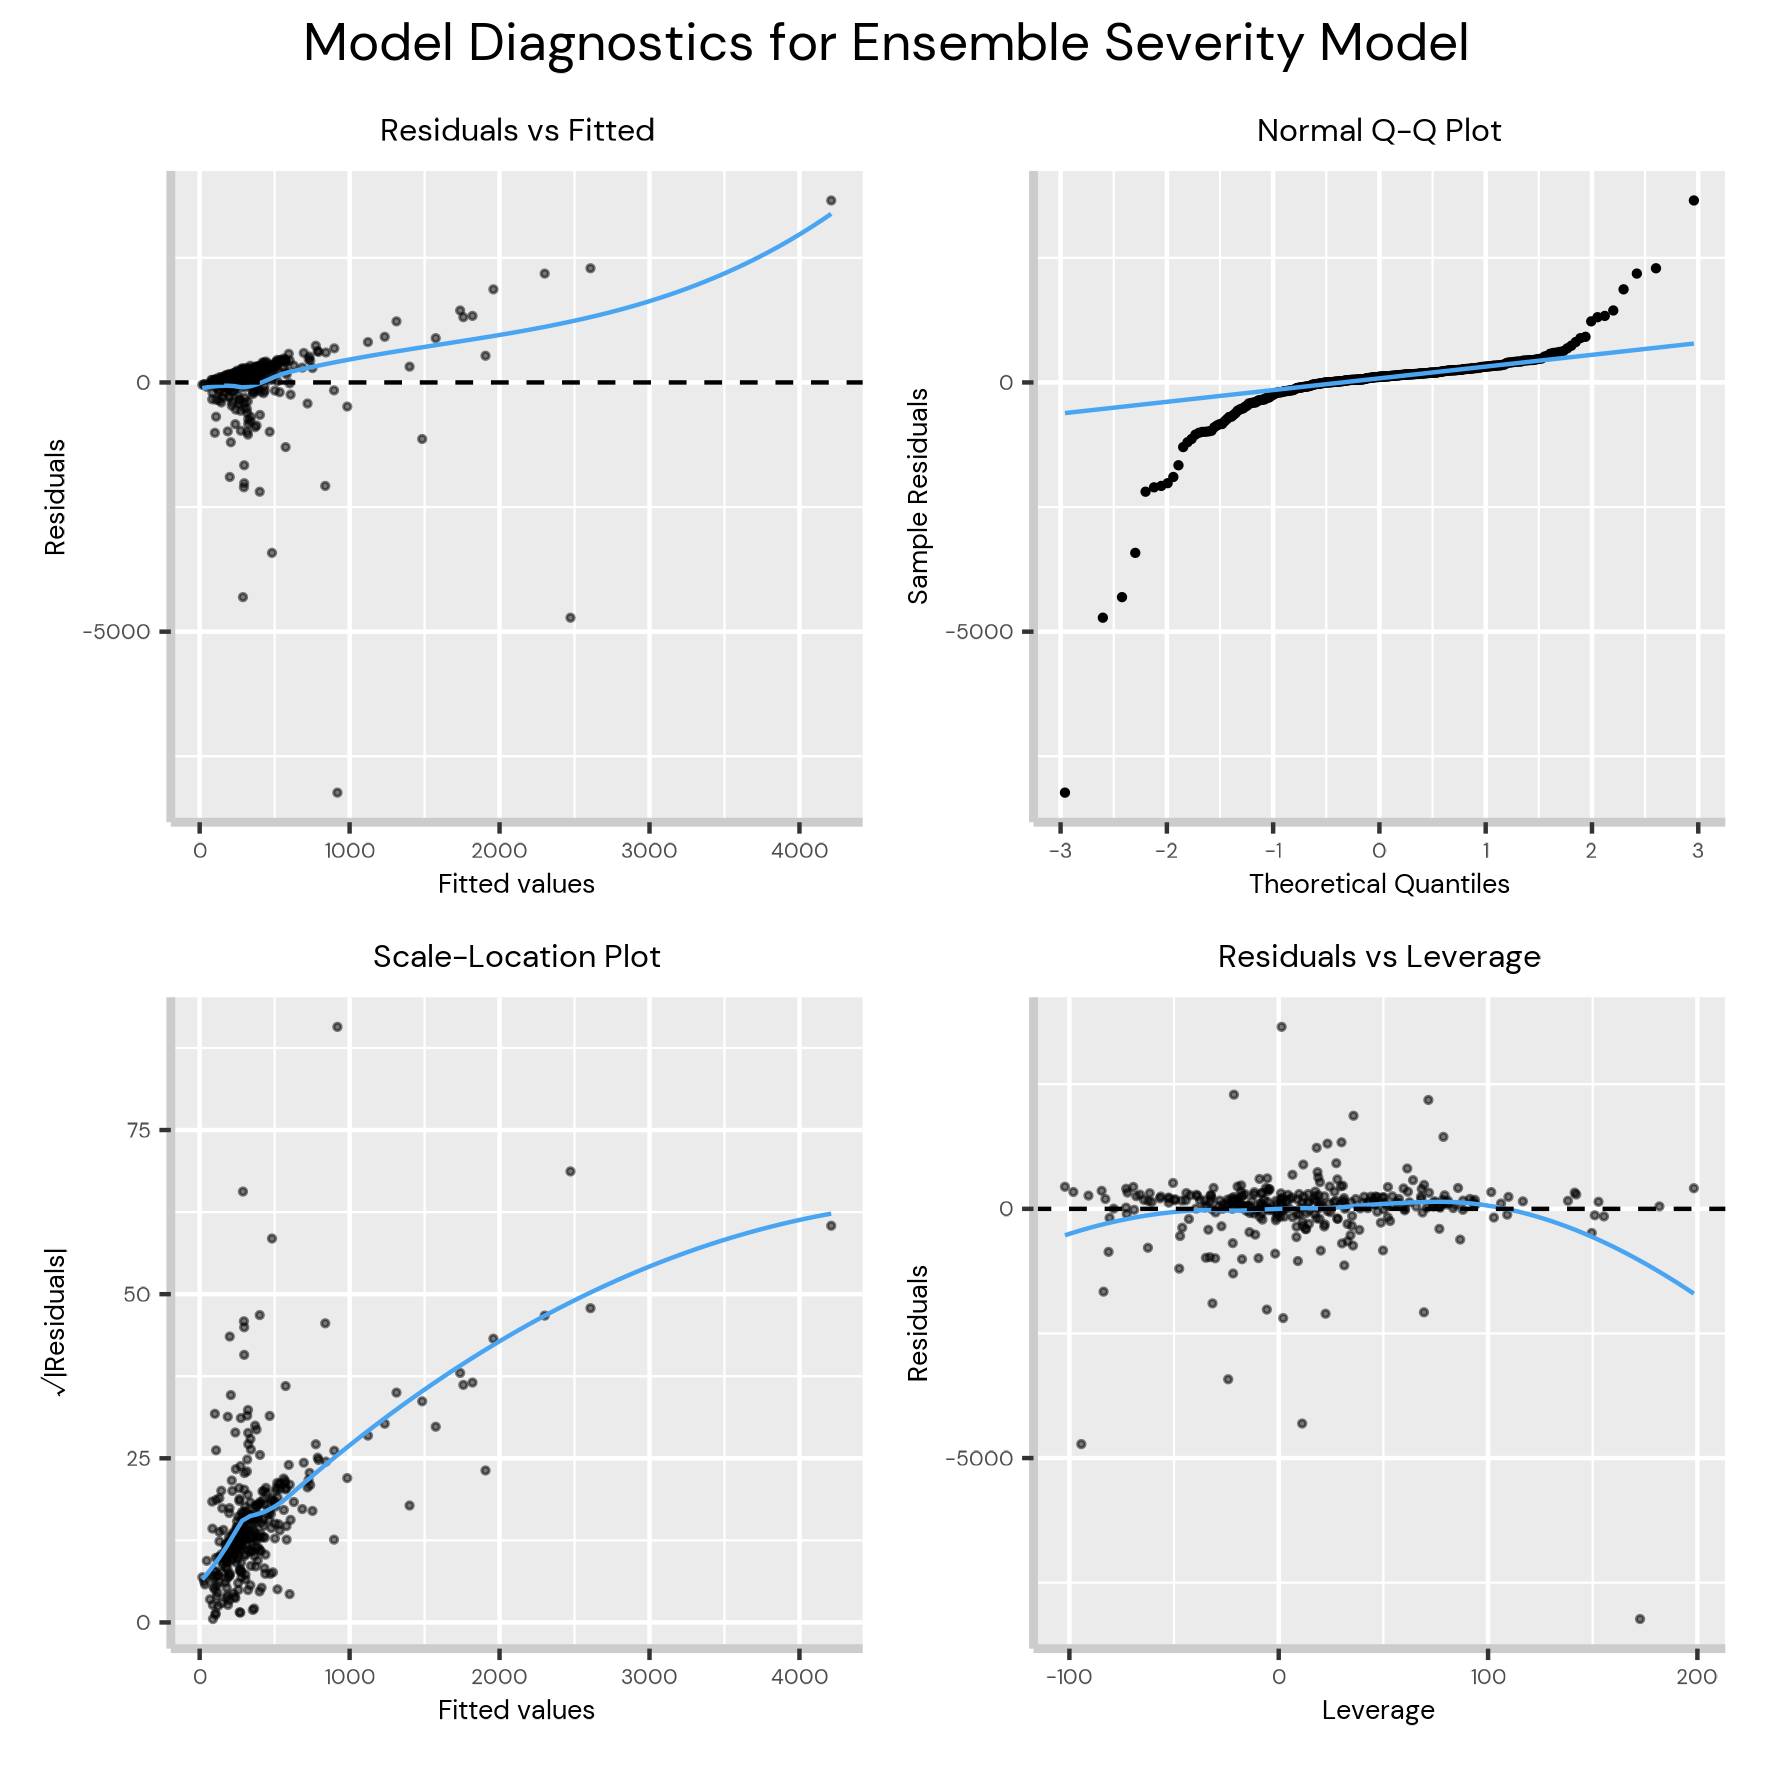 Model Diagnostics for Ensemble Severity Model
Residuals vs Fitted
Residuals
0
-5000
0 1000 2000 3000 4000
Fitted values
Normal Q-Q Plot
Sample Residuals
0
-5000
-3 -2 -1 0 1 2 3
Theoretical Quantiles
Scale-Location Plot
√|Residuals|
75
50
25
0
0 1000 2000 3000 4000
Fitted values
Residuals vs Leverage
Residuals
0
-5000
-100 0 100 200
Leverage